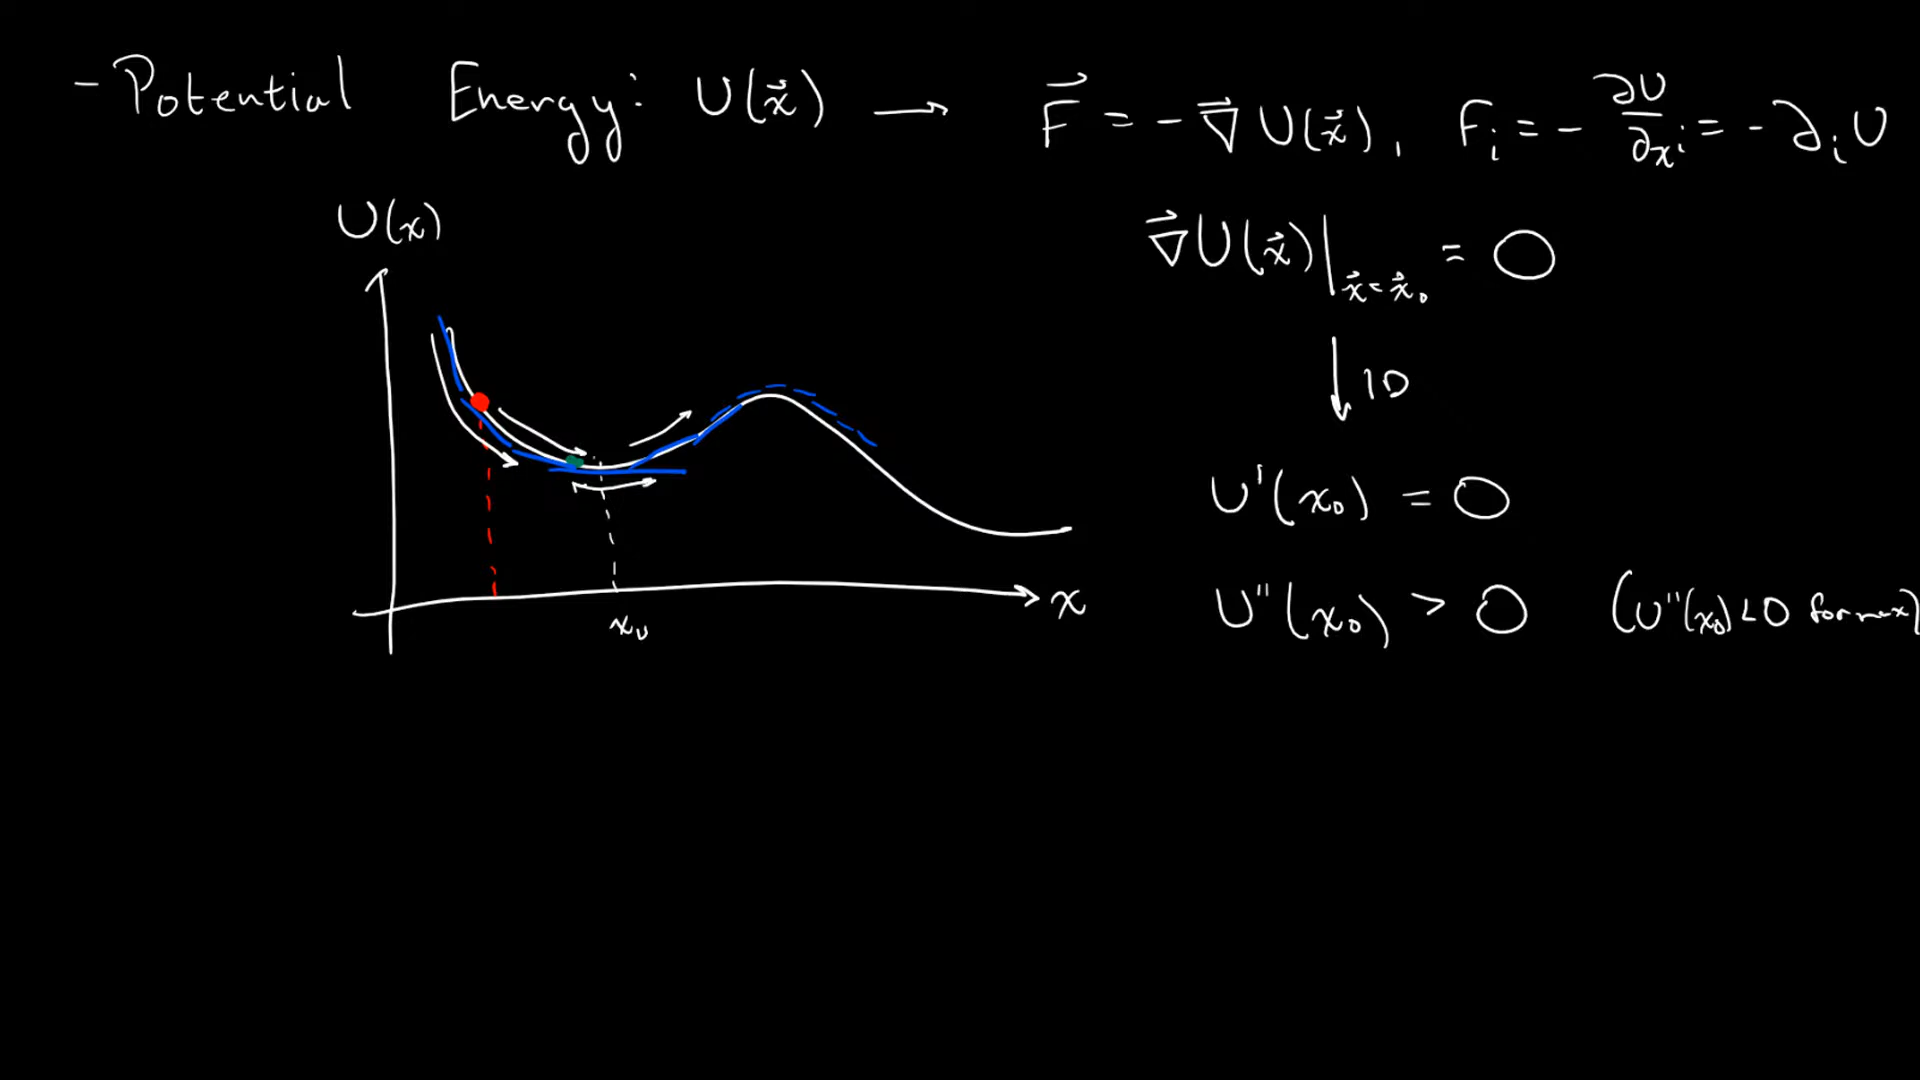 - Potential Energy: U(x⃗) → F⃗ = -∇⃗U(x⃗), Fᵢ = - ∂U/∂xⁱ = - ∂ᵢU
U(x)
∇⃗U(x⃗)|x⃗=x⃗₀ = 0
↓ 1D
U'(x₀) = 0
x
U''(x₀) > 0 (U''(x₀)<0 for max)
x₀